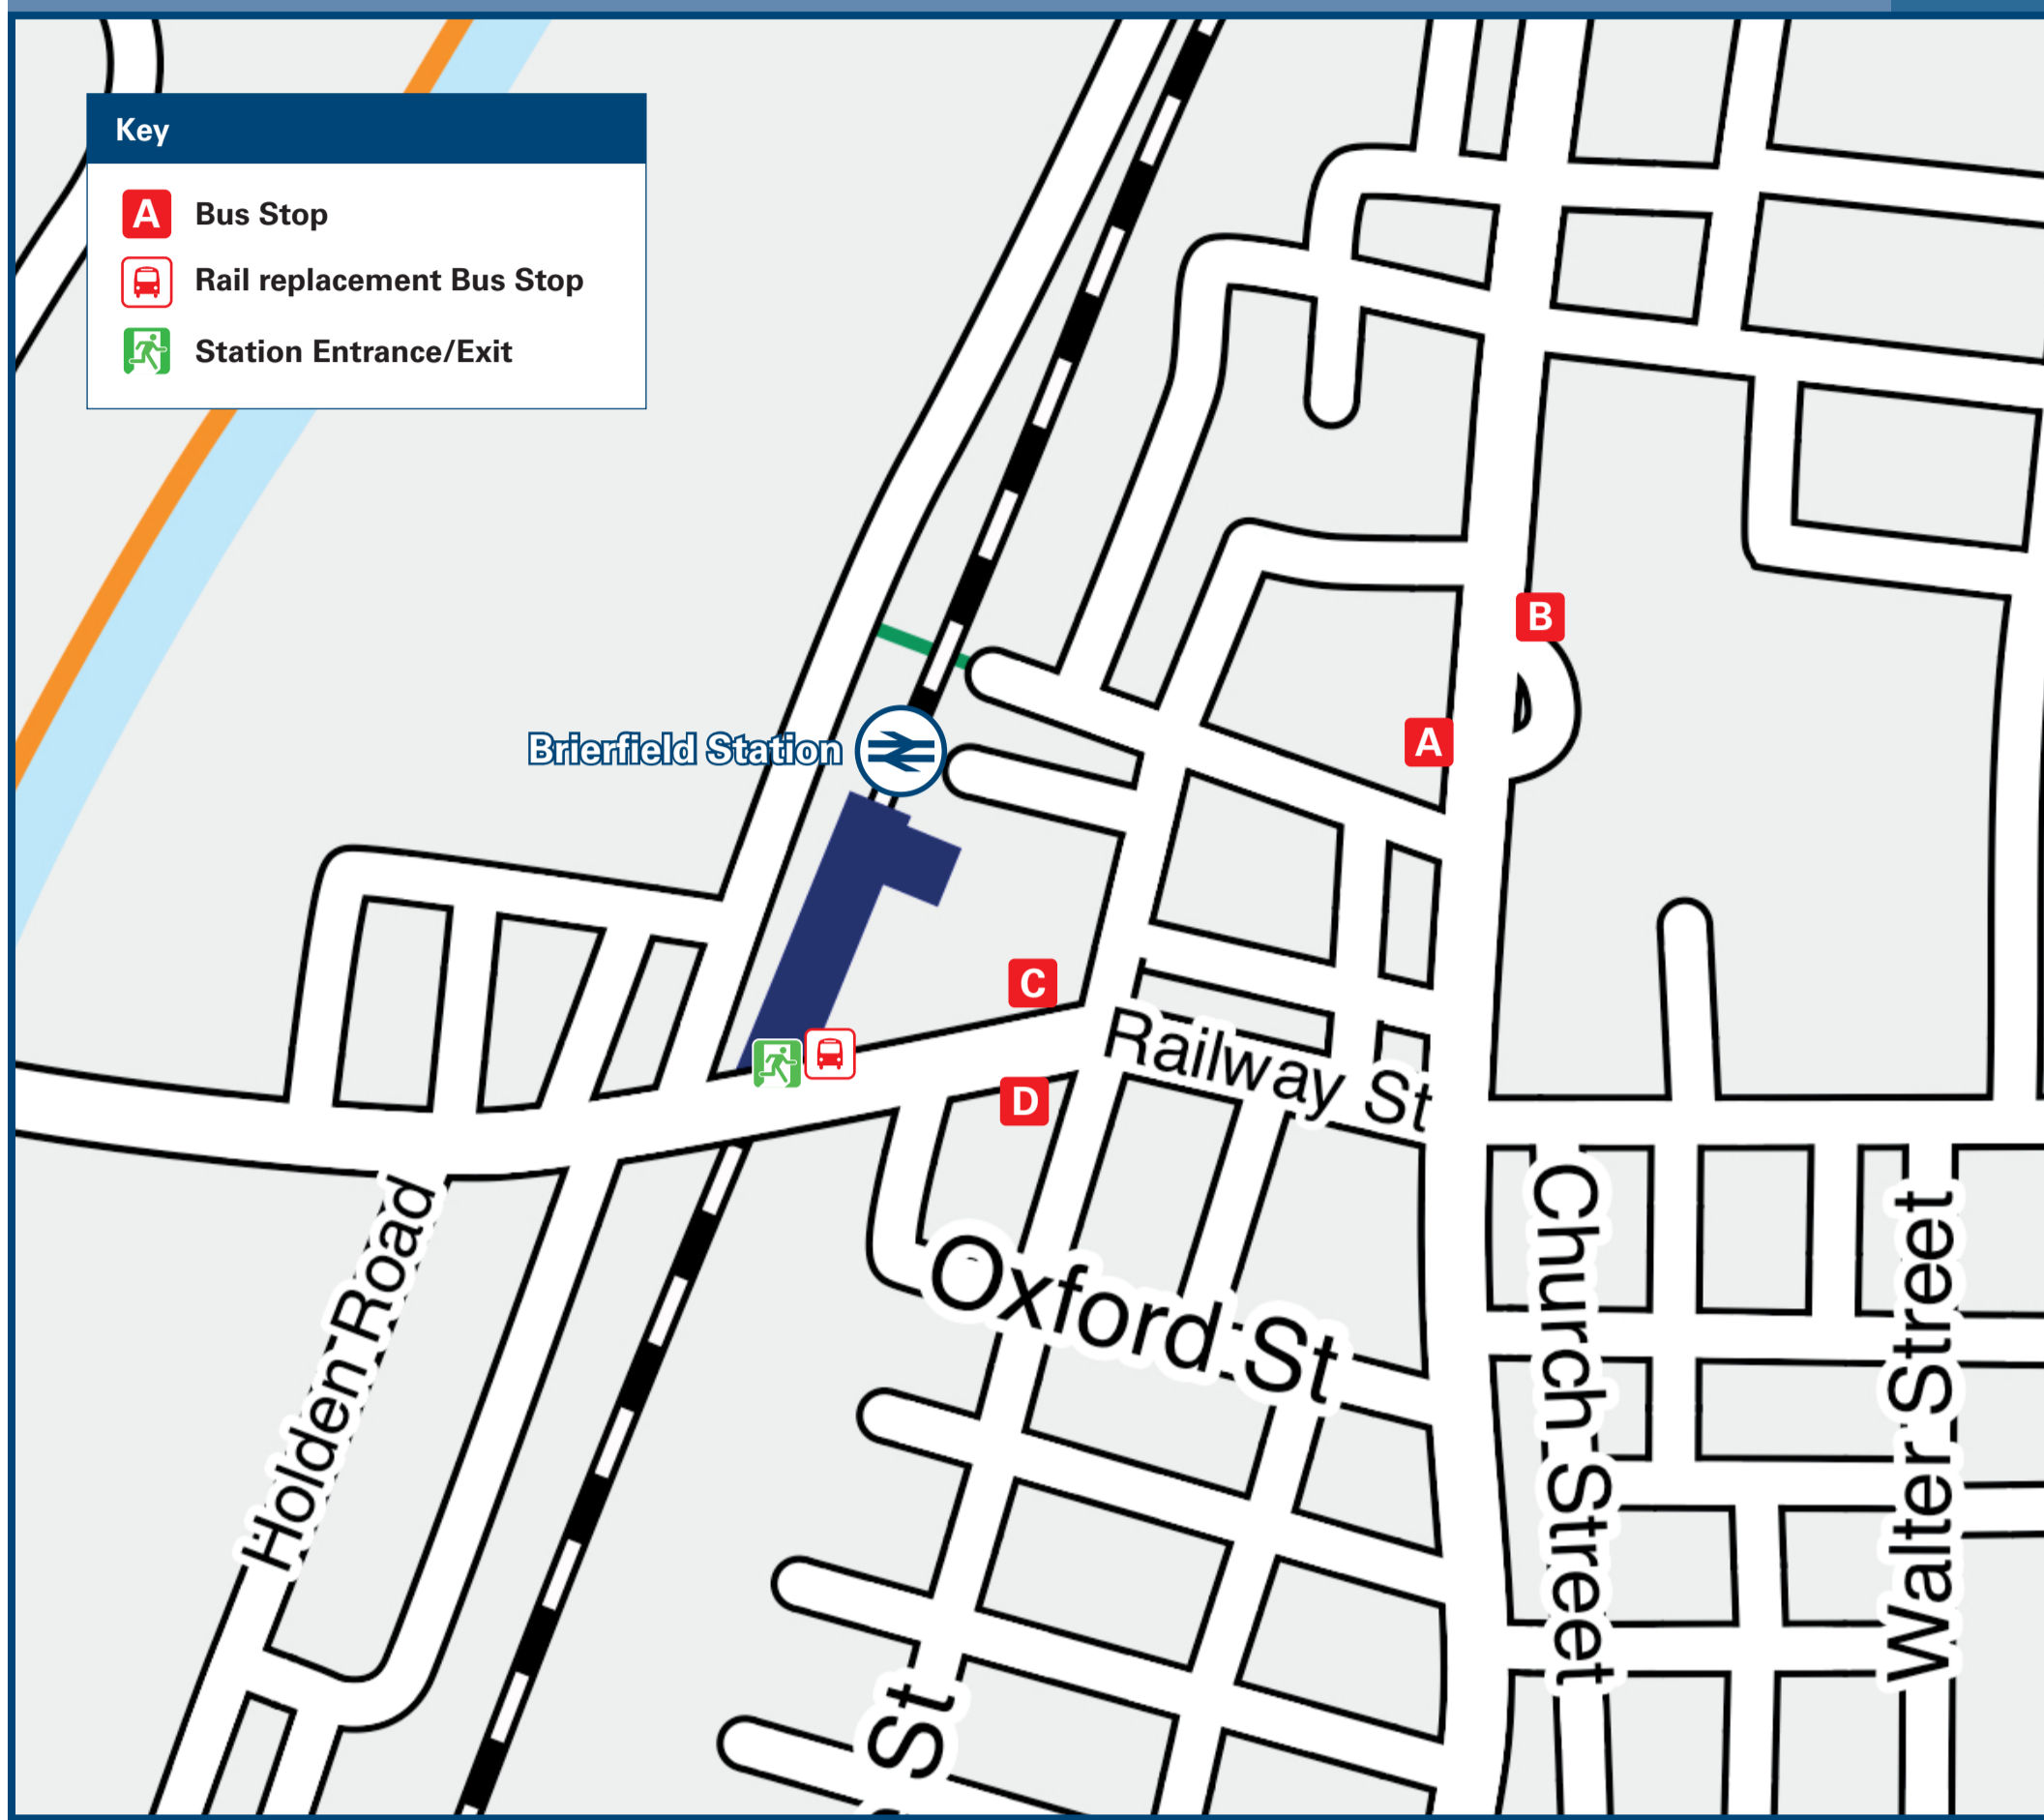 Key
A Bus Stop
Rail replacement Bus Stop
Station Entrance/Exit
B
A
Brierfield Station
C
Railway St
D
Holden Road
Oxford St
Church Street
Walter Street
St